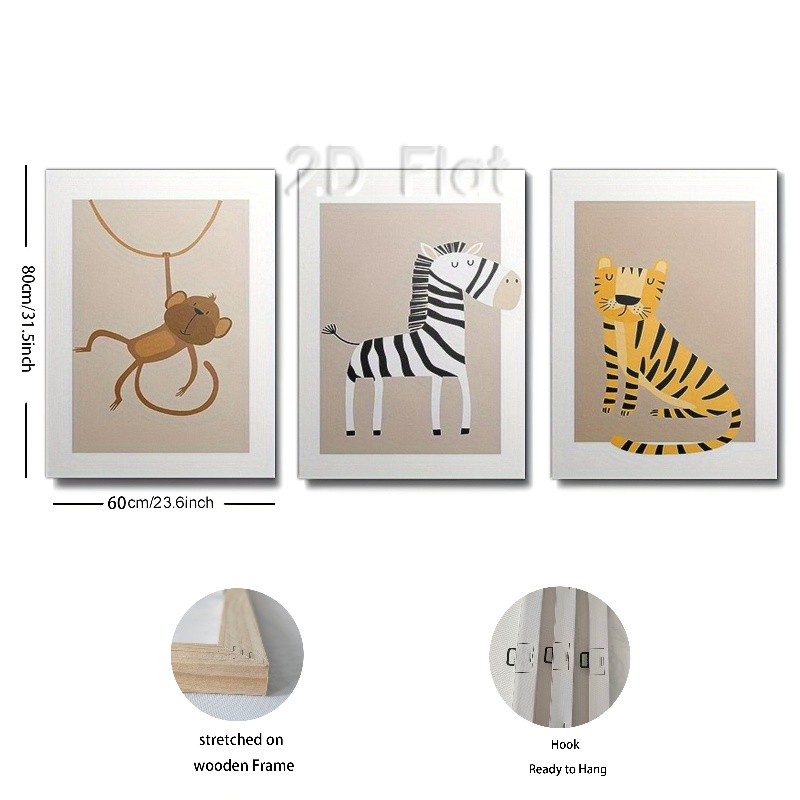 2D Flat
80cm/31.5inch
60cm/23.6inch
stretched on
wooden Frame
Hook
Ready to Hang